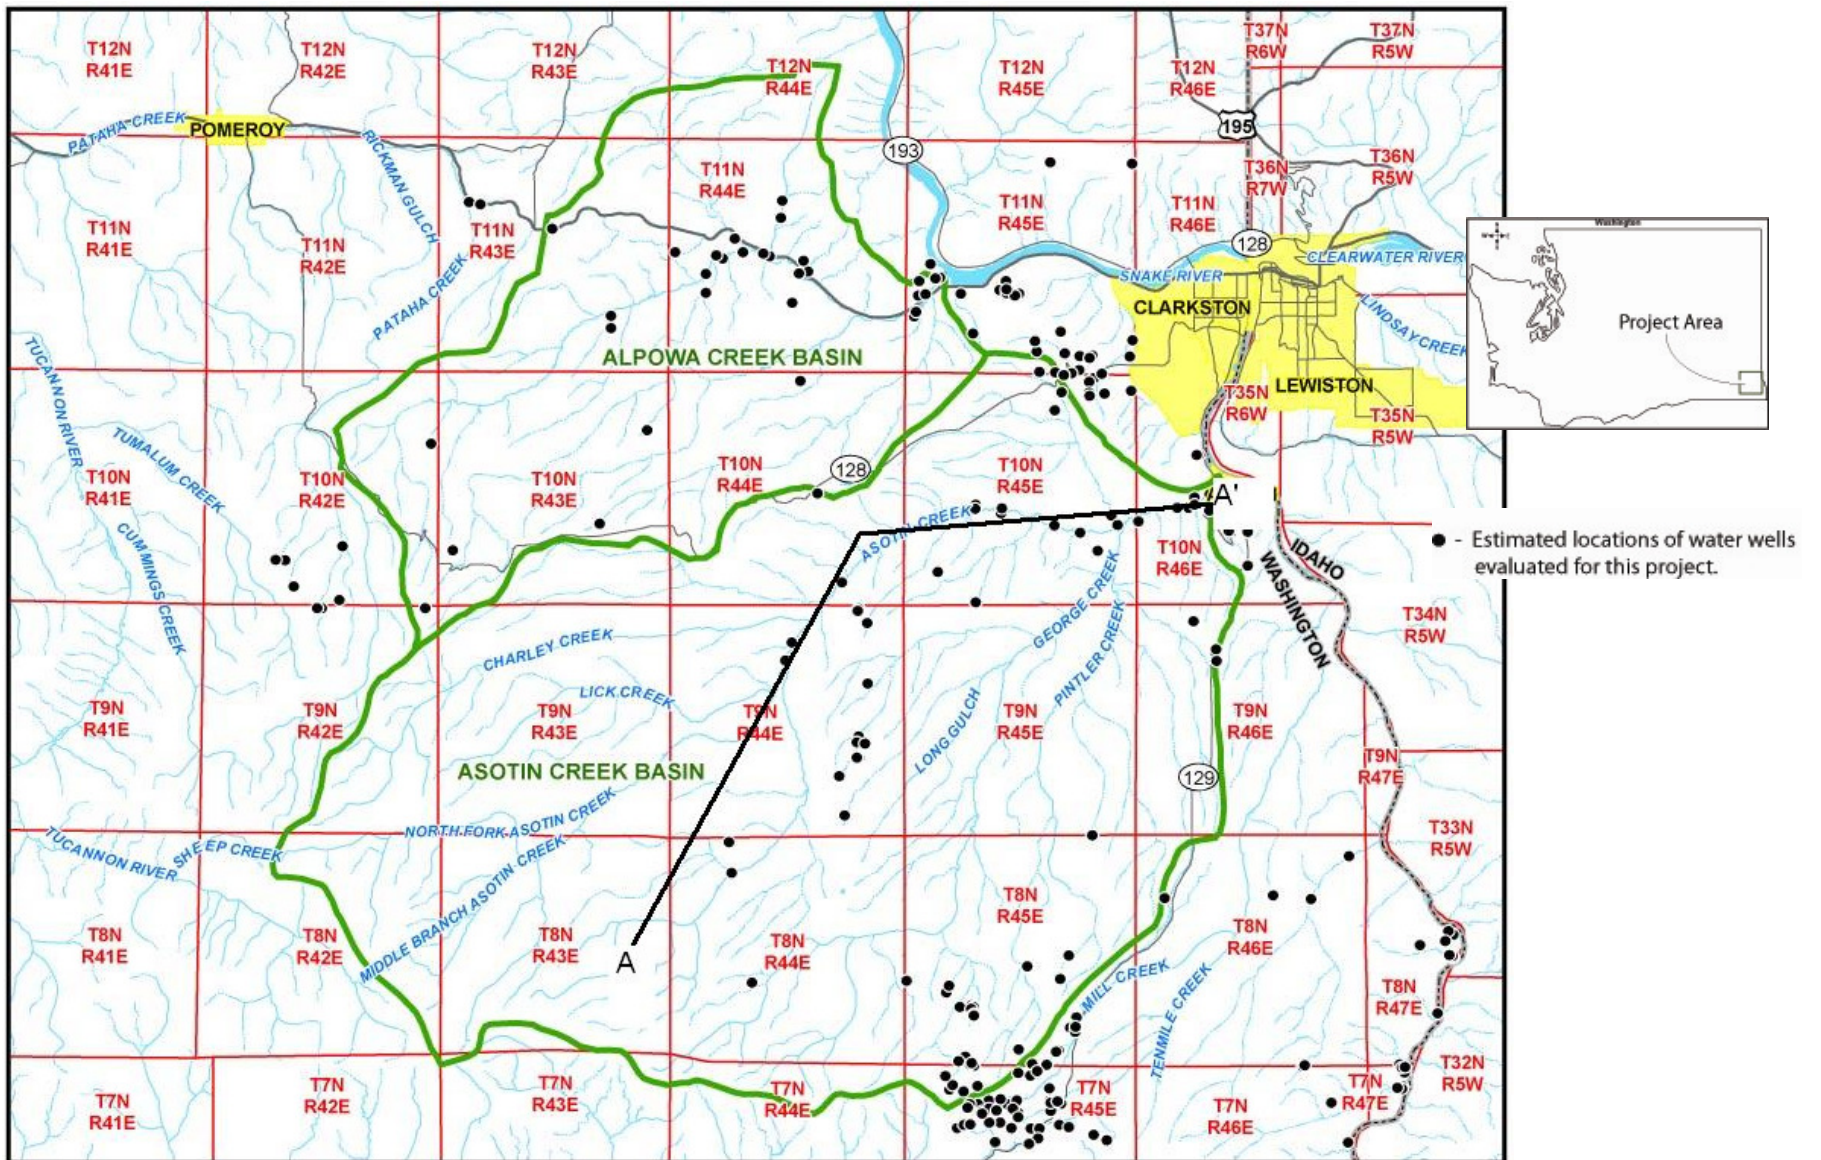 T12N
R41E
T12N
R42E
T12N
R43E
T12N
R44E
T12N
R45E
T12N
R46E
T37N
R6W
T37N
R5W
PATAHA CREEK
POMEROY
RICKMAN GULCH
193
195
T11N
R41E
T11N
R42E
PATAHA CREEK
T11N
R43E
T11N
R44E
T11N
R45E
T11N
R46E
T36N
R7W
T36N
R5W
128
SNAKE RIVER
CLEARWATER RIVER
CLARKSTON
LINDSAY CREEK
LEWISTON
ALPOWA CREEK BASIN
Washington
Project Area
T35N
R6W
T35N
R5W
TUCANNON RIVER
TUMALUM CREEK
CUMMINGS CREEK
T10N
R41E
T10N
R42E
T10N
R43E
T10N
R44E
128
T10N
R45E
A'
ASOTIN CREEK
T10N
R46E
IDAHO
WASHINGTON
- Estimated locations of water wells
evaluated for this project.
T34N
R5W
CHARLEY CREEK
LICK CREEK
GEORGE CREEK
PINTLER CREEK
LONG GULCH
T9N
R41E
T9N
R42E
T9N
R43E
T9N
R44E
T9N
R45E
T9N
R46E
T9N
R47E
129
ASOTIN CREEK BASIN
NORTH FORK ASOTIN CREEK
TUCANNON RIVER
SHEEP CREEK
MIDDLE BRANCH ASOTIN CREEK
T33N
R5W
T8N
R41E
T8N
R42E
T8N
R43E
A
T8N
R44E
T8N
R45E
T8N
R46E
T8N
R47E
MILL CREEK
TENMILE CREEK
T32N
R5W
T7N
R41E
T7N
R42E
T7N
R43E
T7N
R44E
T7N
R45E
T7N
R46E
T7N
R47E